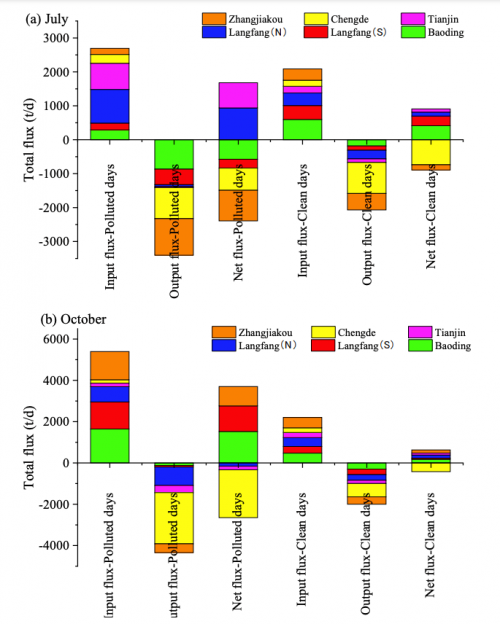 (a) July
Zhangjiakou Chengde Tianjin
Langfang(N) Langfang(S) Baoding
Total flux (t/d)
3000
2000
1000
0
-1000
-2000
-3000
Input flux-Polluted days
Output flux-Polluted days
Net flux-Polluted days
Input flux-Clean days
Output flux-Clean days
Net flux-Clean days
(b) October
Zhangjiakou Chengde Tianjin
Langfang(N) Langfang(S) Baoding
Total flux (t/d)
6000
4000
2000
0
-2000
-4000
Input flux-Polluted days
utput flux-Polluted days
Net flux-Polluted days
Input flux-Clean days
Output flux-Clean days
Net flux-Clean days